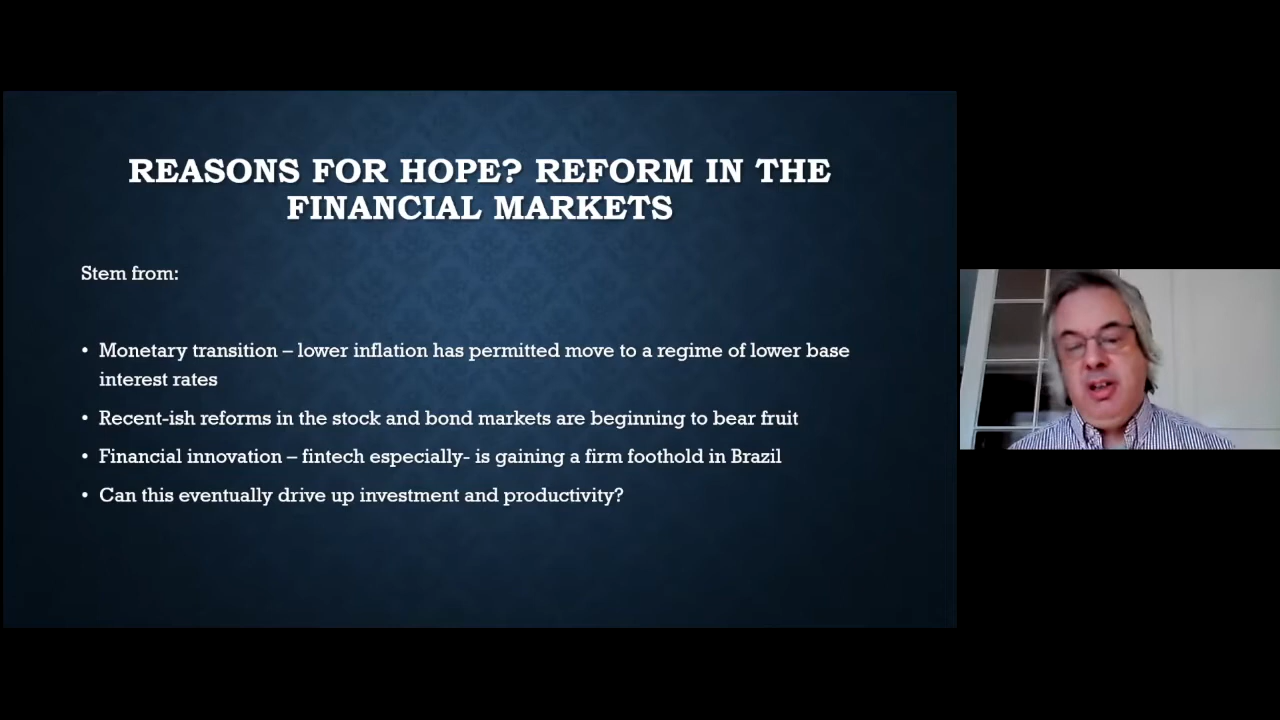 REASONS FOR HOPE? REFORM IN THE
FINANCIAL MARKETS
Stem from:
• Monetary transition – lower inflation has permitted move to a regime of lower base
interest rates
• Recent-ish reforms in the stock and bond markets are beginning to bear fruit
• Financial innovation – fintech especially- is gaining a firm foothold in Brazil
• Can this eventually drive up investment and productivity?